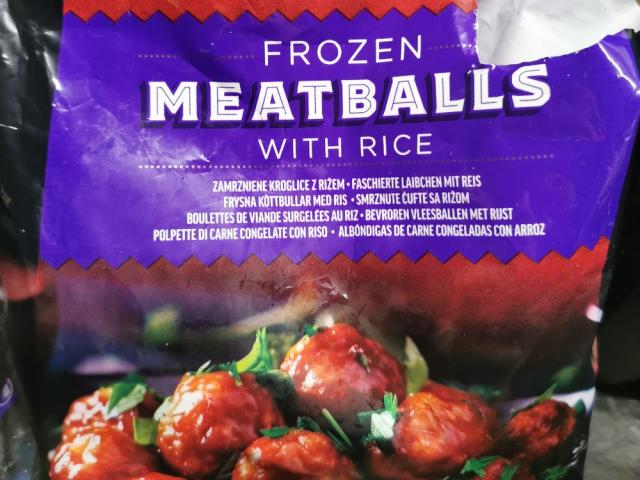 FROZEN
MEATBALLS
WITH RICE
ZAMRZNIENE KROGLICE Z RIŽEM • FASCHIERTE LAIBCHEN MIT REIS
FRYSNA KÖTTBULLAR MED RIS • SMRZNUTE ĆUFTE SA RIŽOM
BOULETTES DE VIANDE SURGELÉES AU RIZ • BEVROREN VLEESBALLEN MET RIJST
POLPETTE DI CARNE CONGELATE CON RISO • ALBÓNDIGAS DE CARNE CONGELADAS CON ARROZ